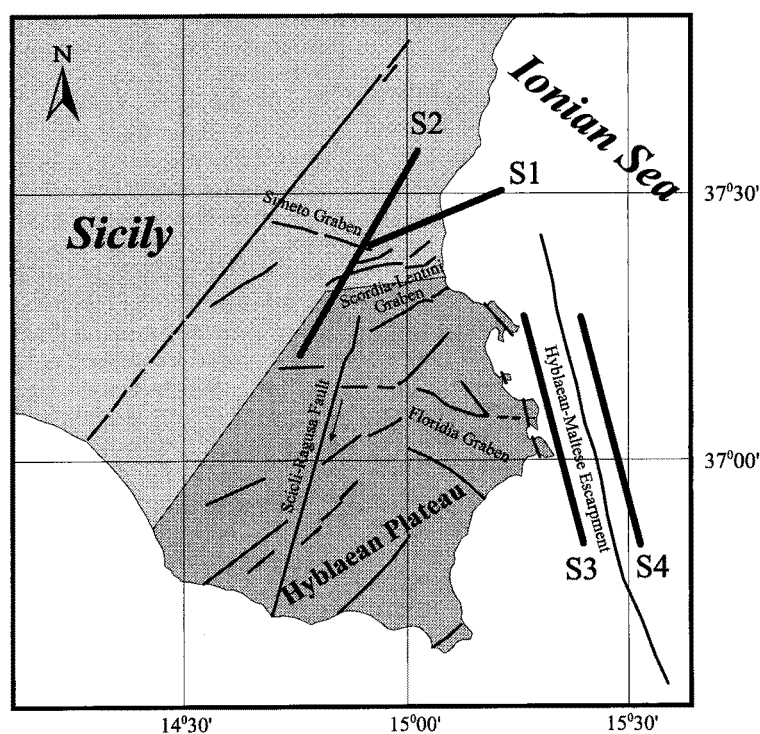 N
Ionian Sea
S2
S1
37°30'
Simeto Graben
Sicily
Scordia-Lentini
Graben
Hyblaean-Maltese Escarpment
Scicli-Ragusa Fault
Floridia Graben
37°00'
Hyblaean Plateau
S3
S4
14°30'
15°00'
15°30'